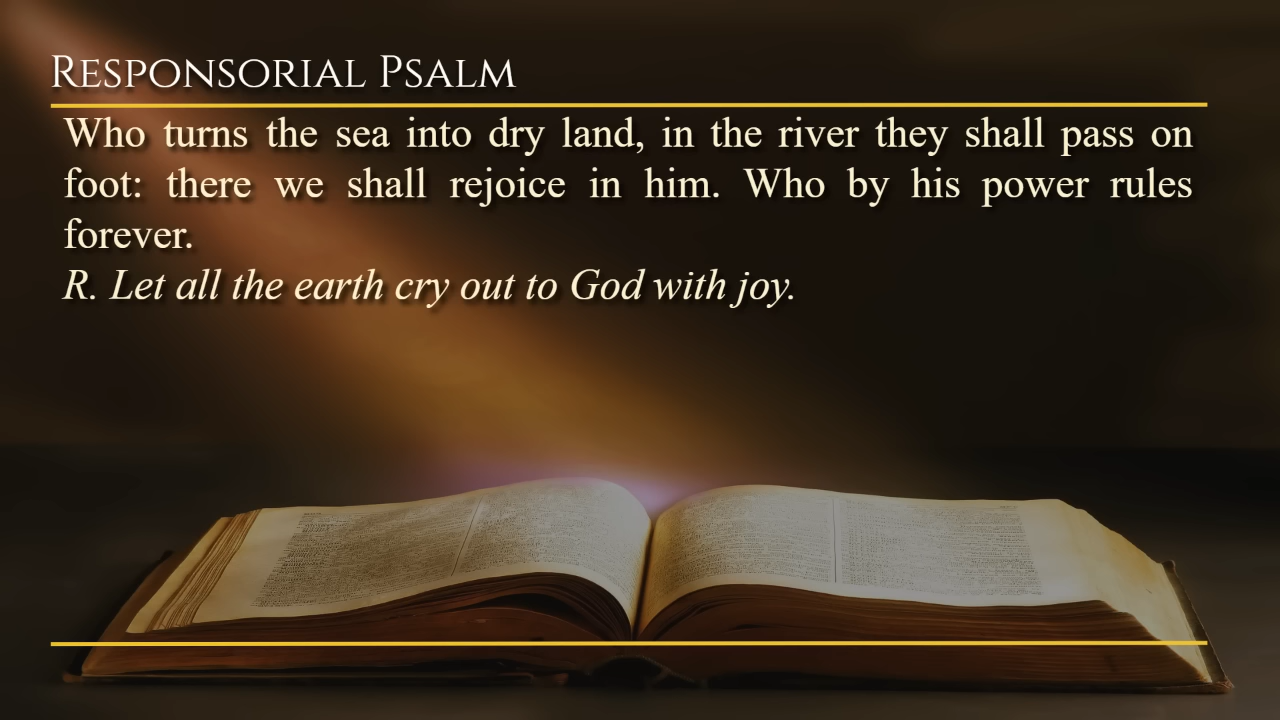 Responsorial Psalm
Who turns the sea into dry land, in the river they shall pass on
foot: there we shall rejoice in him. Who by his power rules
forever.
R. Let all the earth cry out to God with joy.